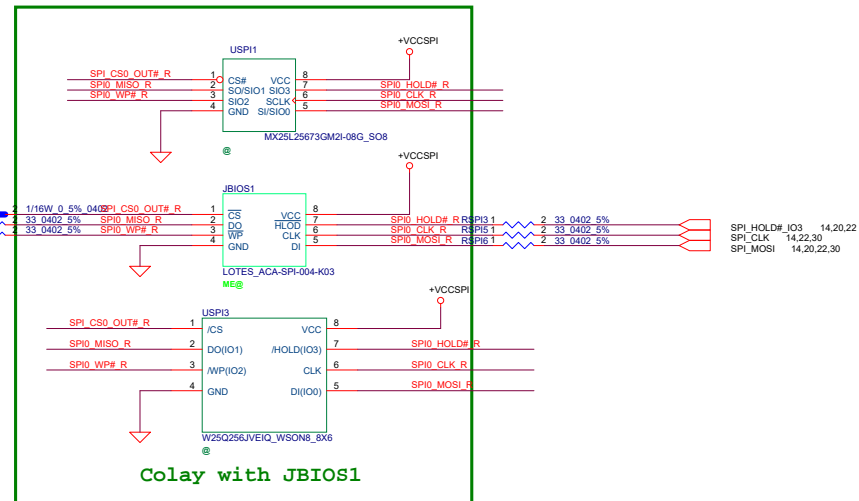 +VCCSPI
USPI1
SPI_CS0_OUT#_R 1 CS# VCC 8
SPI0_MISO_R 2 SO/SIO1 SIO3 7 SPI0_HOLD#_R
SPI0_WP#_R 3 SIO2 SCLK 6 SPI0_CLK_R
4 GND SI/SIO0 5 SPI0_MOSI_R
MX25L25673GM2I-08G_SO8
@
+VCCSPI
JBIOS1
2 1/16W_0_5%_0402 SPI_CS0_OUT#_R 1 CS VCC 8
2 33_0402_5% SPI0_MISO_R 2 DO HLOD 7 SPI0_HOLD#_R RSPI3 1 2 33_0402_5% SPI_HOLD#_IO3 14,20,22
2 33_0402_5% SPI0_WP#_R 3 WP CLK 6 SPI0_CLK_R RSPI5 1 2 33_0402_5% SPI_CLK 14,22,30
4 GND DI 5 SPI0_MOSI_R RSPI6 1 2 33_0402_5% SPI_MOSI 14,20,22,30
LOTES_ACA-SPI-004-K03
ME@
+VCCSPI
USPI3
SPI_CS0_OUT#_R 1 /CS VCC 8
SPI0_MISO_R 2 DO(IO1) /HOLD(IO3) 7 SPI0_HOLD#_R
SPI0_WP#_R 3 /WP(IO2) CLK 6 SPI0_CLK_R
4 GND DI(IO0) 5 SPI0_MOSI_R
W25Q256JVEIQ_WSON8_8X6
@
Colay with JBIOS1